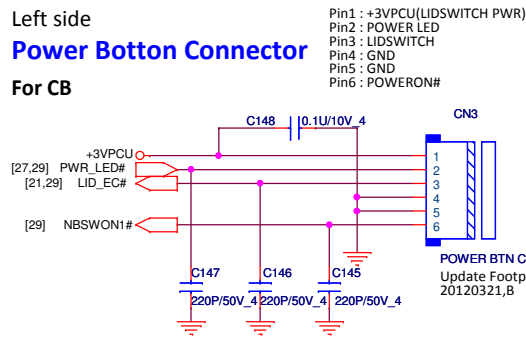 Left side
Power Botton Connector
For CB
Pin1 : +3VPCU(LIDSWITCH PWR)
Pin2 : POWER LED
Pin3 : LIDSWITCH
Pin4 : GND
Pin5 : GND
Pin6 : POWERON#
C148 0.1U/10V_4
CN3
+3VPCU
[27,29] PWR_LED#
[21,29] LID_EC#
[29] NBSWON1#
1
2
3
4
5
6
C147 C146 C145
220P/50V_4 220P/50V_4 220P/50V_4
POWER BTN C
Update Footp
20120321,B